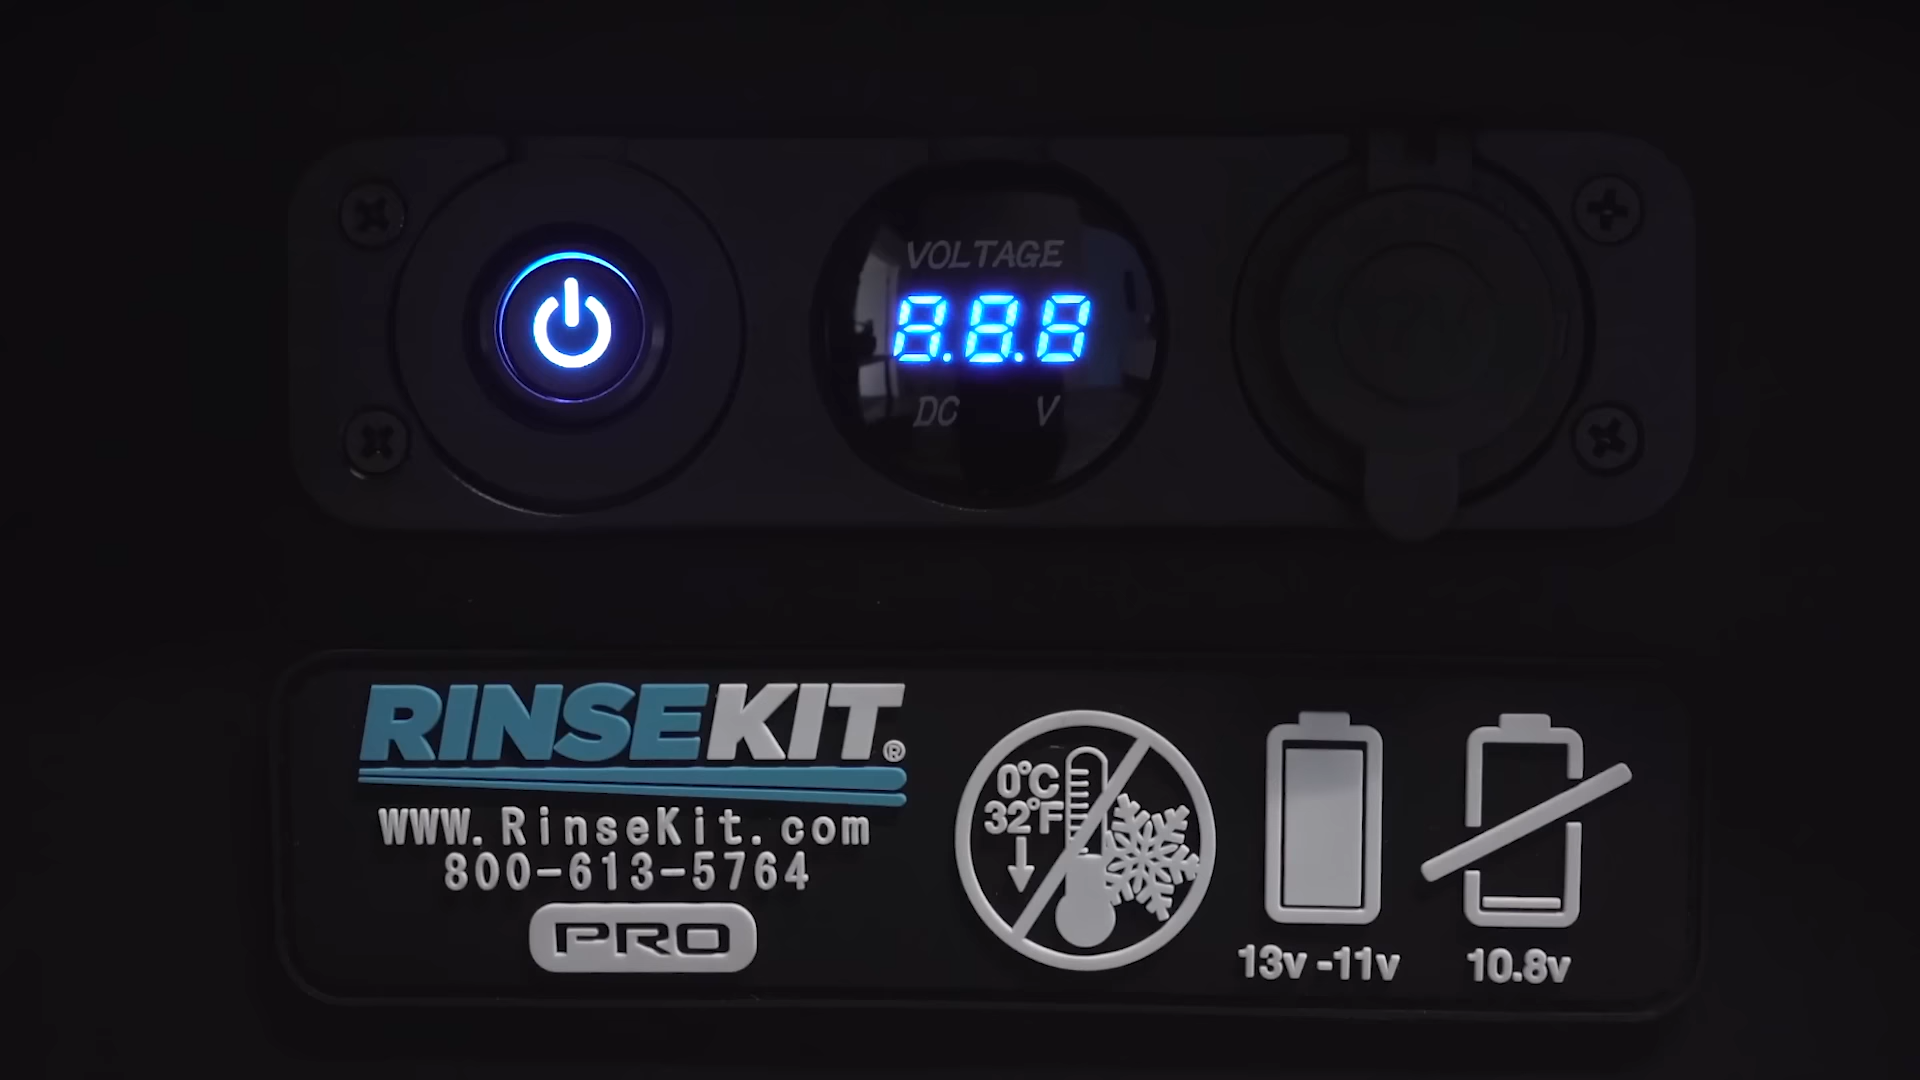 VOLTAGE
8.8.8
DC V
RINSEKIT®
WWW.RinseKit.com
800-613-5764
PRO
0°C
32°F
13v -11v
10.8v